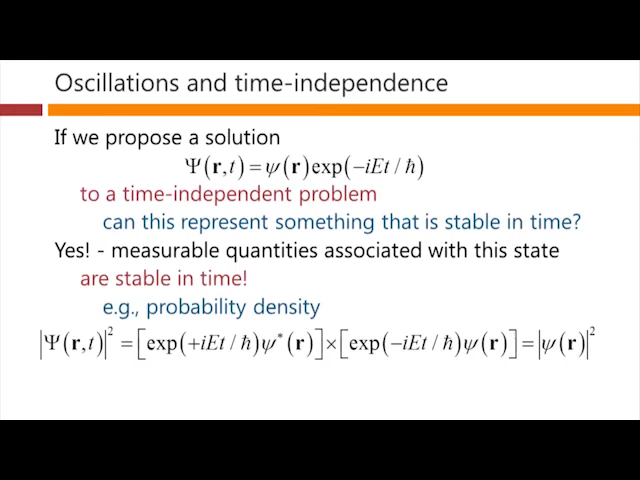 Oscillations and time-independence
If we propose a solution
Ψ(r,t)=ψ(r)exp(−iEt/ħ)
to a time-independent problem
can this represent something that is stable in time?
Yes! - measurable quantities associated with this state
are stable in time!
e.g., probability density
|Ψ(r,t)|²=[exp(+iEt/ħ)ψ*(r)]×[exp(−iEt/ħ)ψ(r)]=|ψ(r)|²